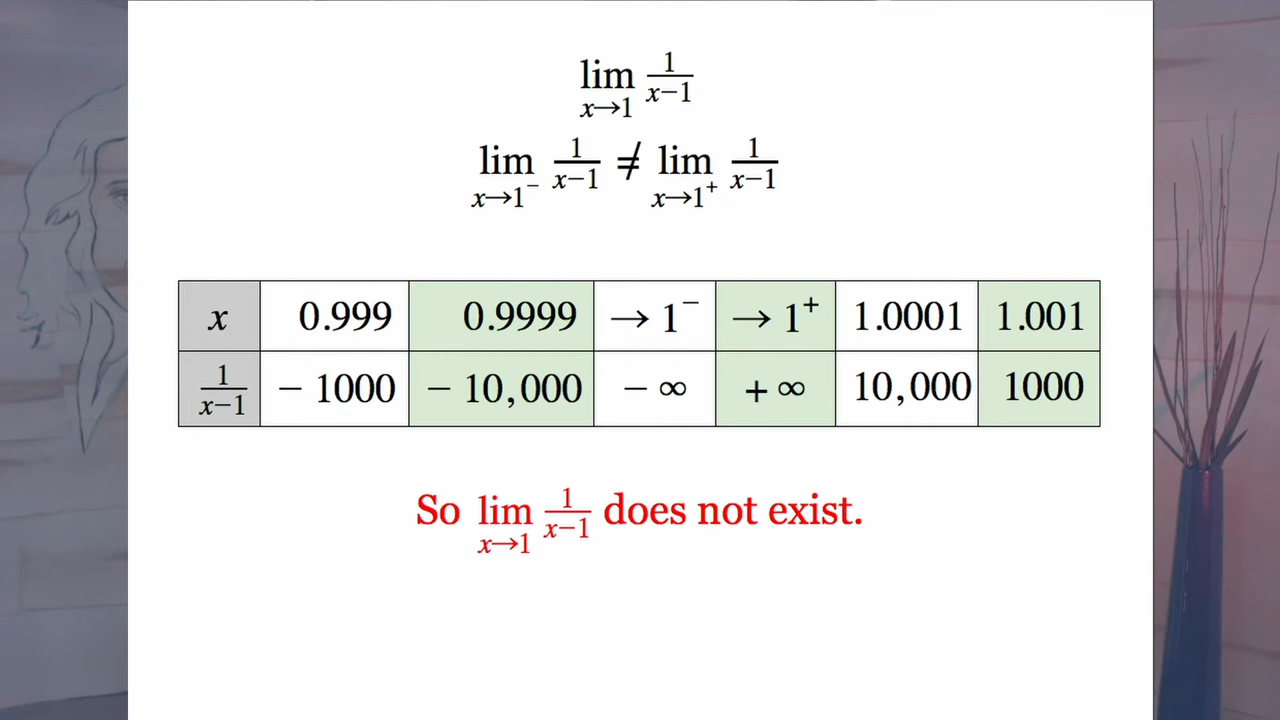 lim x→1 1/x−1
lim x→1⁻ 1/x−1 ≠ lim x→1⁺ 1/x−1
x 0.999 0.9999 → 1⁻ → 1⁺ 1.0001 1.001
1/x−1 − 1000 − 10,000 − ∞ + ∞ 10,000 1000
So lim x→1 1/x−1 does not exist.